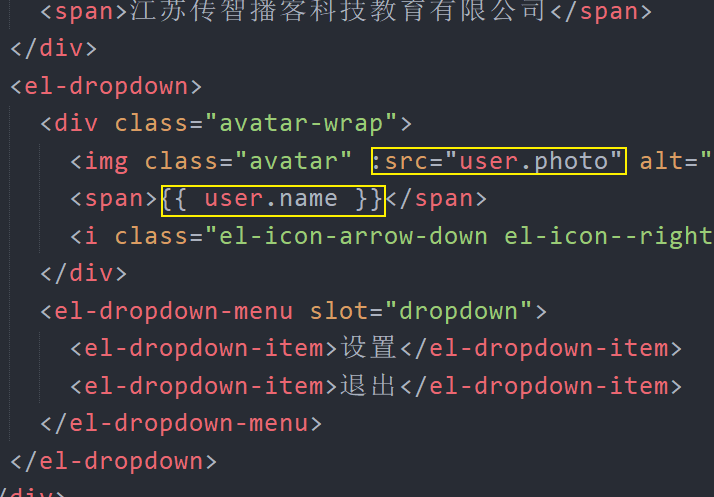 <span>江苏传智播客科技教育有限公司</span>
</div>
<el-dropdown>
<div class="avatar-wrap">
<img class="avatar" :src="user.photo" alt="
<span>{{ user.name }}</span>
<i class="el-icon-arrow-down el-icon--right
</div>
<el-dropdown-menu slot="dropdown">
<el-dropdown-item>设置</el-dropdown-item>
<el-dropdown-item>退出</el-dropdown-item>
</el-dropdown-menu>
</el-dropdown>
/div>